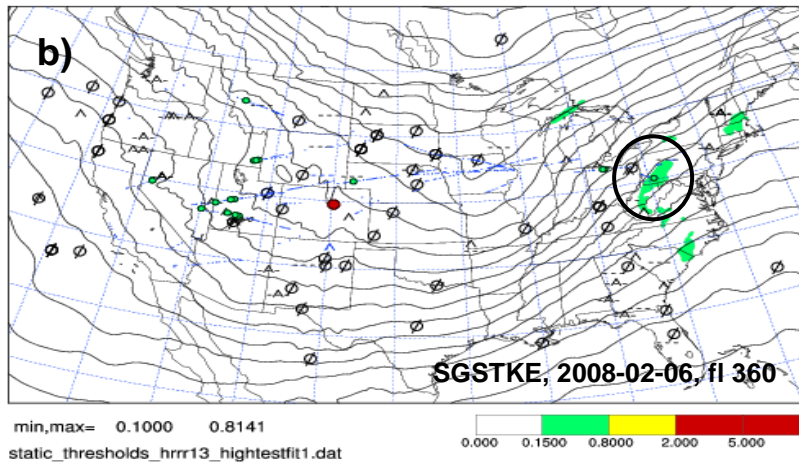 b)
SGSTKE, 2008-02-06, fl 360
min,max= 0.1000 0.8141
0.000 0.1500 0.8000 2.000 5.000
static_thresholds_hrrr13_hightestfit1.dat